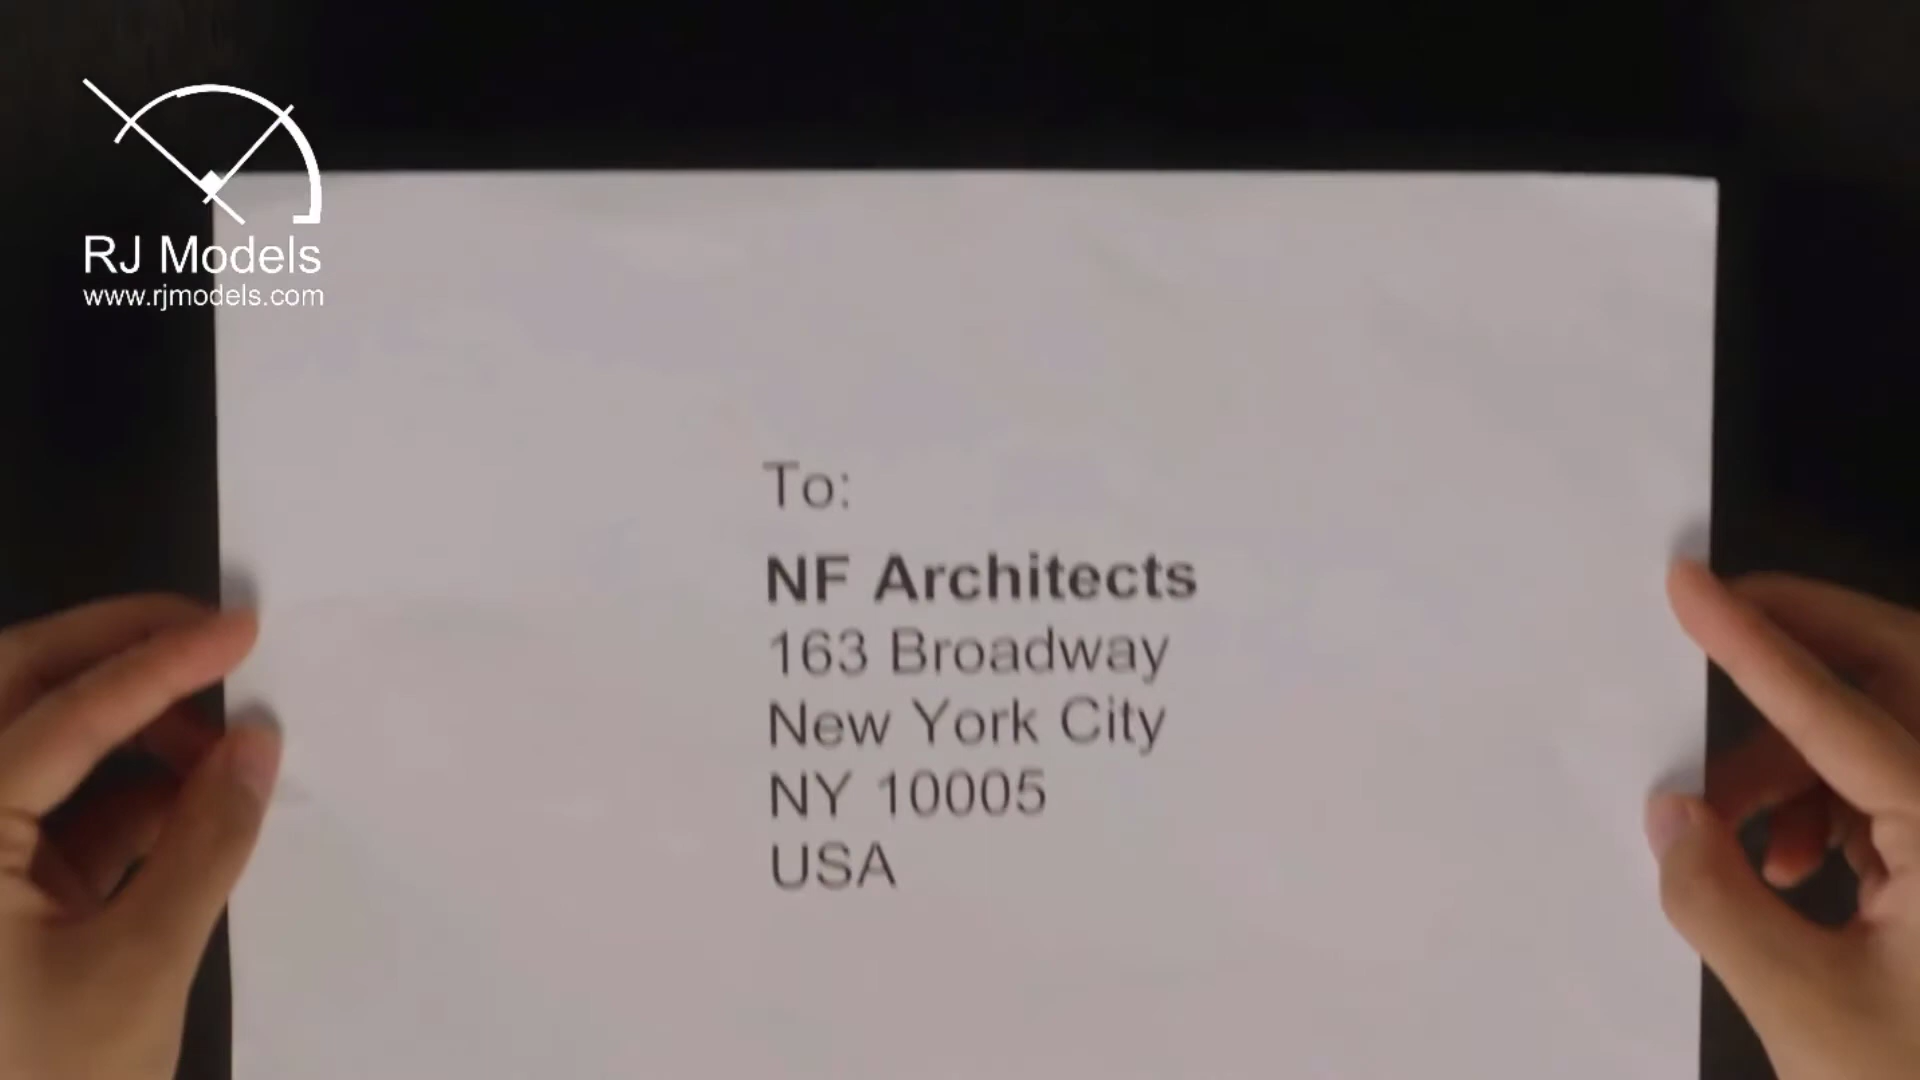 RJ Models
www.rjmodels.com
To:
NF Architects
163 Broadway
New York City
NY 10005
USA